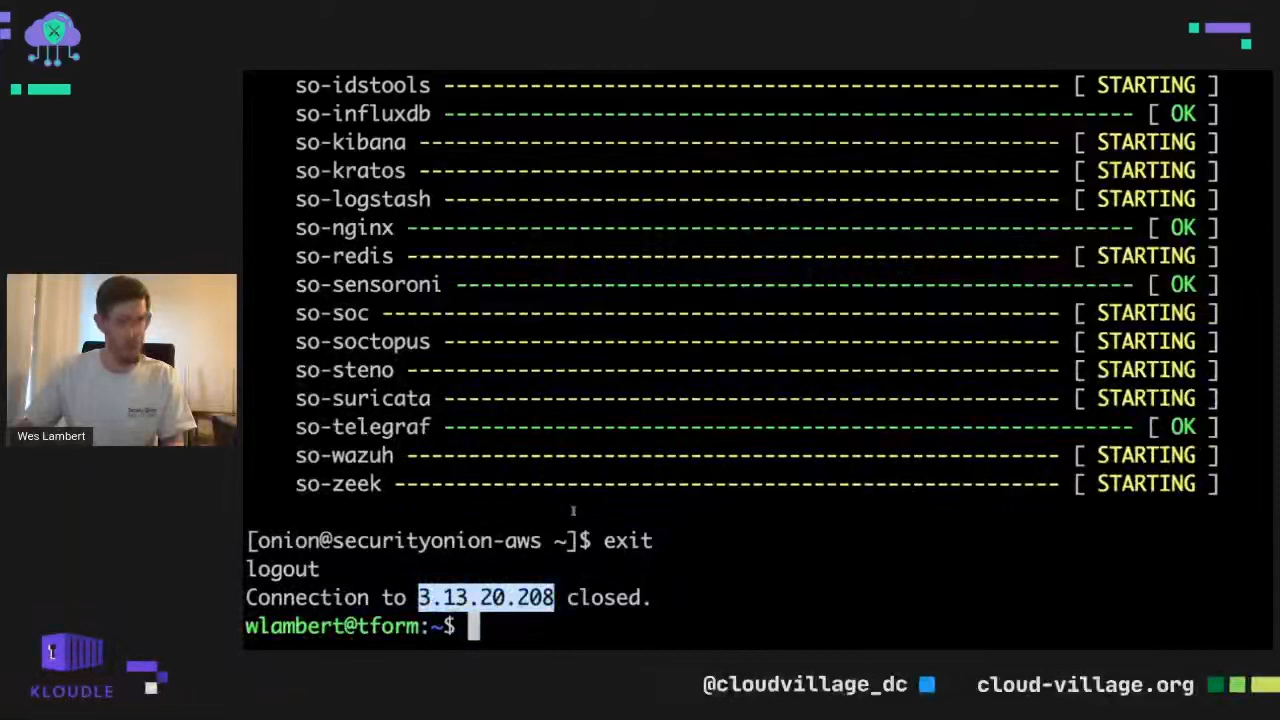 so-idstools ---------------------------------------------------- [ STARTING ]
so-influxdb ---------------------------------------------------------- [ OK ]
so-kibana ------------------------------------------------------ [ STARTING ]
so-kratos ------------------------------------------------------ [ STARTING ]
so-logstash ---------------------------------------------------- [ STARTING ]
so-nginx ------------------------------------------------------------- [ OK ]
so-redis ------------------------------------------------------- [ STARTING ]
so-sensoroni --------------------------------------------------------- [ OK ]
so-soc --------------------------------------------------------- [ STARTING ]
so-soctopus ---------------------------------------------------- [ STARTING ]
so-steno ------------------------------------------------------- [ STARTING ]
so-suricata ---------------------------------------------------- [ STARTING ]
so-telegraf ---------------------------------------------------------- [ OK ]
so-wazuh ------------------------------------------------------- [ STARTING ]
so-zeek -------------------------------------------------------- [ STARTING ]
[onion@securityonion-aws ~]$ exit
logout
Connection to 3.13.20.208 closed.
wlambert@tform:~$
Wes Lambert
KLOUDLE
@cloudvillage_dc
cloud-village.org